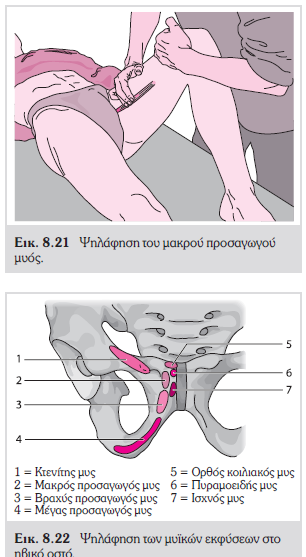 Εικ. 8.21 Ψηλάφηση του μακρού προσαγωγού
μυός.
1
2
3
4
5
6
7
1 = Κτενίτης μυς
2 = Μακρός προσαγωγός μυς
3 = Βραχύς προσαγωγός μυς
4 = Μέγας προσαγωγός μυς
5 = Ορθός κοιλιακός μυς
6 = Πυραμοειδής μυς
7 = Ισχνός μυς
Εικ. 8.22 Ψηλάφηση των μυϊκών εκφύσεων στο
ηβικό οστό.